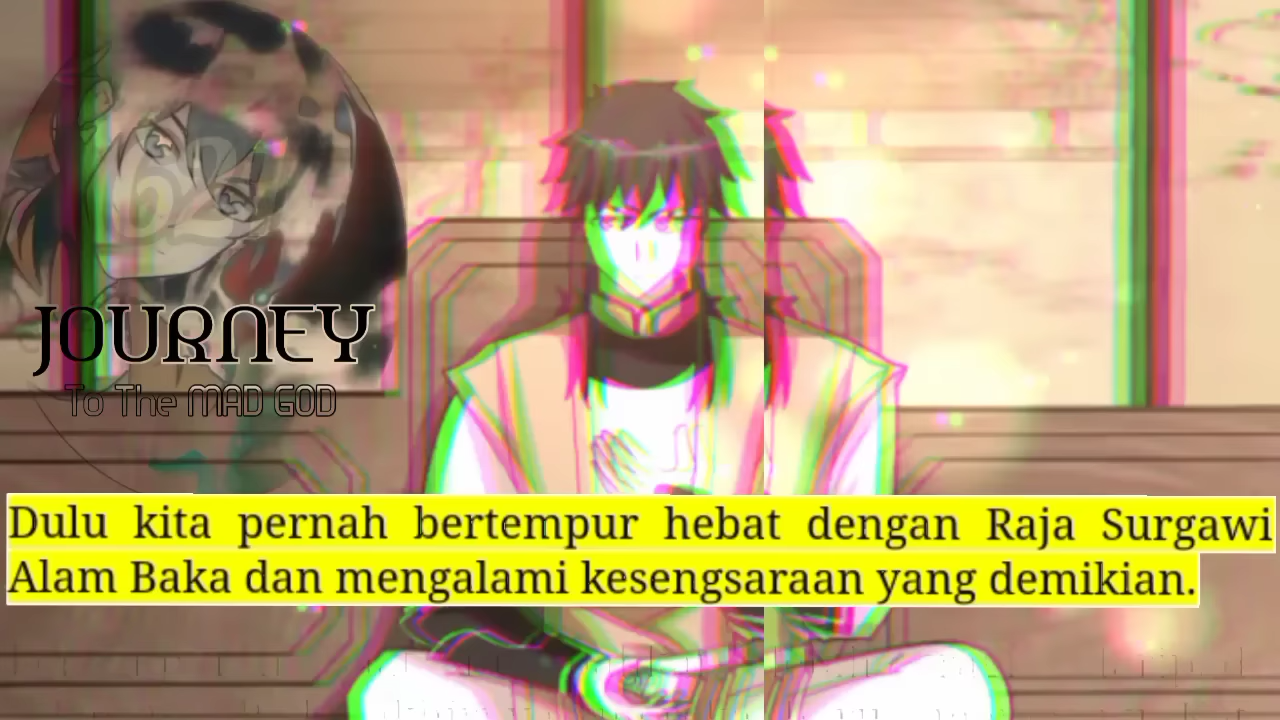 JOURNEY
To The MAD GOD
Dulu kita pernah bertempur hebat dengan Raja Surgawi
Alam Baka dan mengalami kesengsaraan yang demikian.